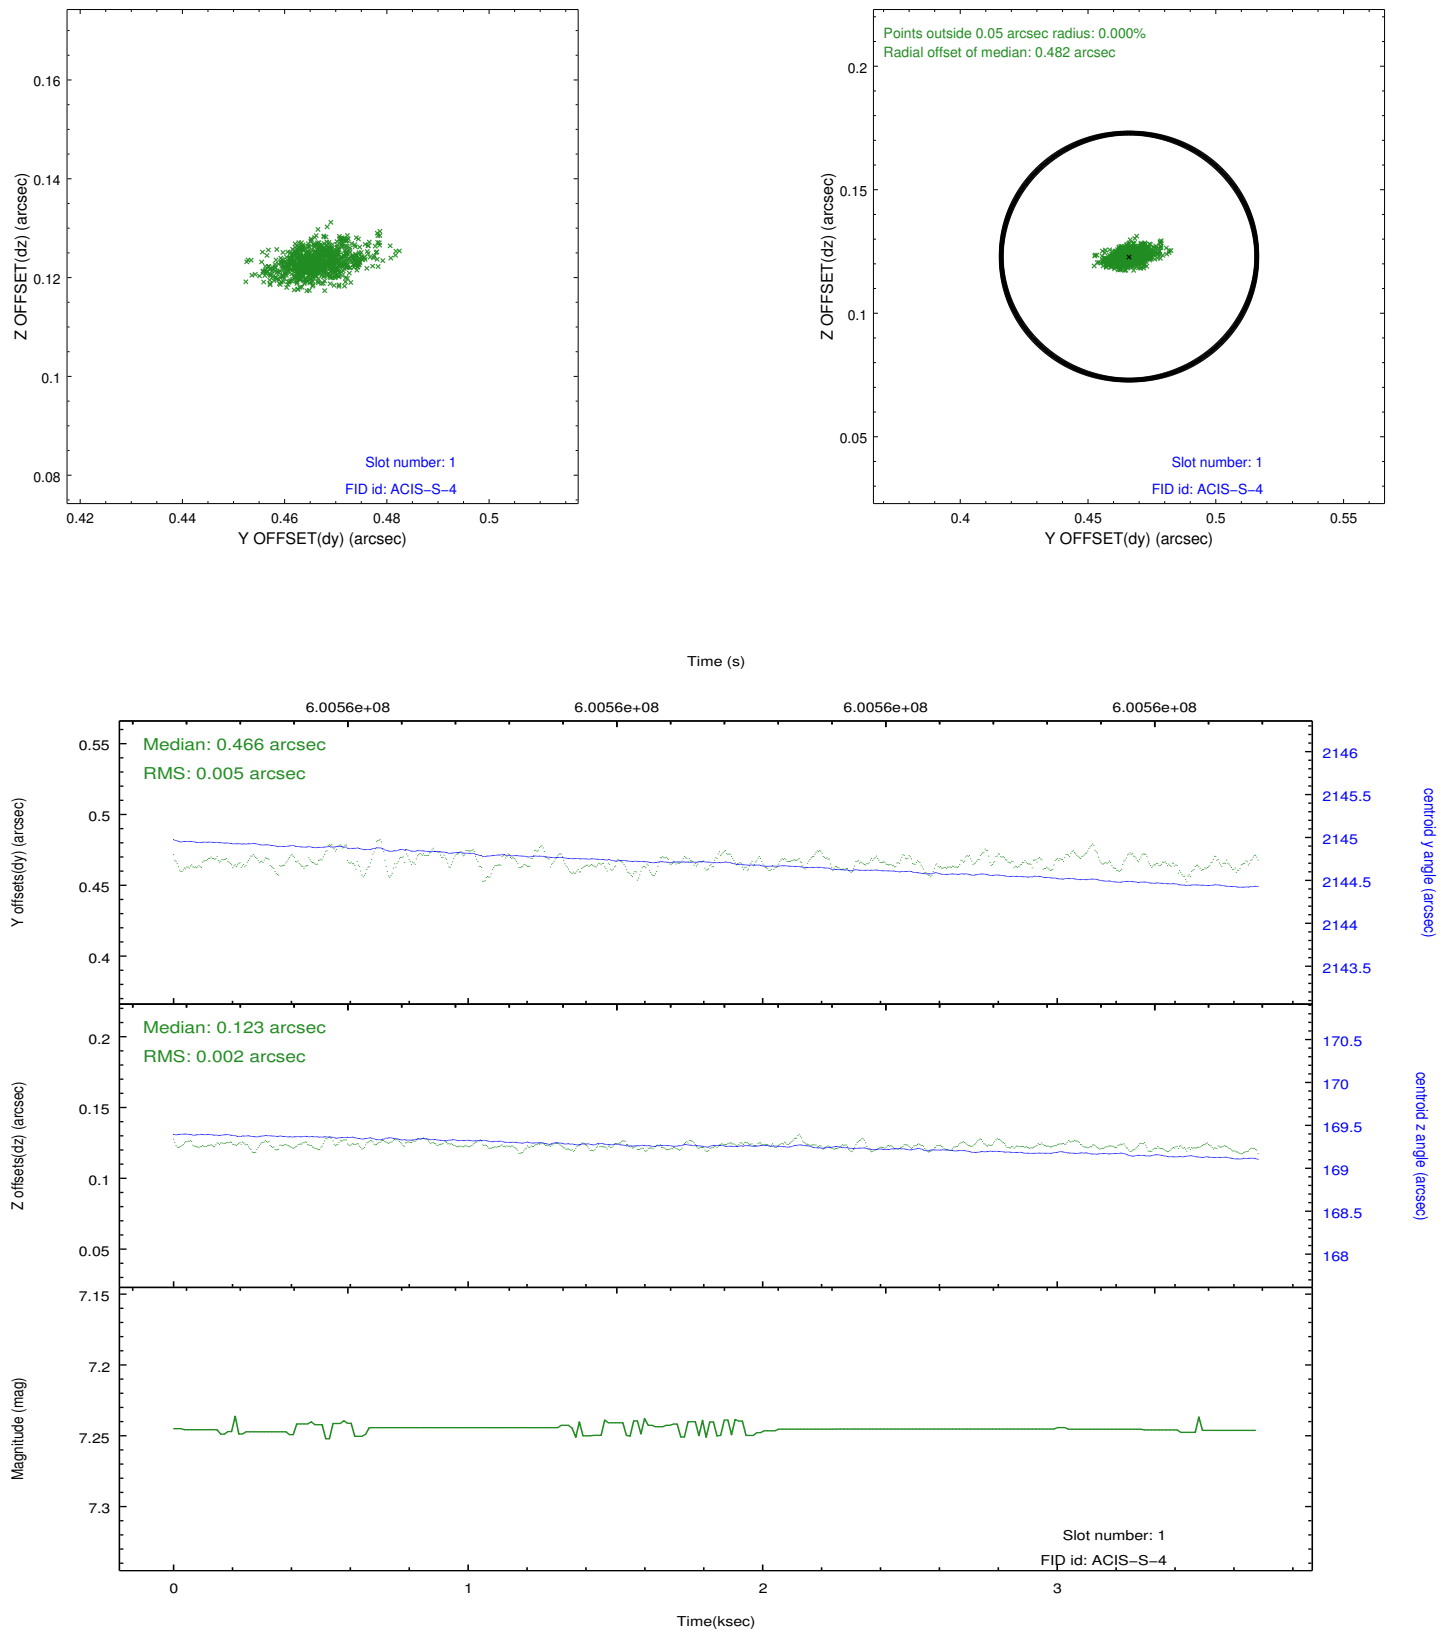 0.16
0.14
0.12
0.1
0.08
Z OFFSET(dz) (arcsec)
Slot number: 1
FID id: ACIS−S−4
0.42 0.44 0.46 0.48 0.5
Y OFFSET(dy) (arcsec)
Points outside 0.05 arcsec radius: 0.000%
Radial offset of median: 0.482 arcsec
0.2
0.15
0.1
0.05
Z OFFSET(dz) (arcsec)
Slot number: 1
FID id: ACIS−S−4
0.4 0.45 0.5 0.55
Y OFFSET(dy) (arcsec)
Time (s)
6.0056e+08 6.0056e+08 6.0056e+08 6.0056e+08
Median: 0.466 arcsec
RMS: 0.005 arcsec
0.55
0.5
0.45
0.4
Y offsets(dy) (arcsec)
2146
2145.5
2145
2144.5
2144
2143.5
centroid y angle (arcsec)
Median: 0.123 arcsec
RMS: 0.002 arcsec
0.2
0.15
0.1
0.05
Z offsets(dz) (arcsec)
170.5
170
169.5
169
168.5
168
centroid z angle (arcsec)
7.15
7.2
7.25
7.3
Magnitude (mag)
Slot number: 1
FID id: ACIS−S−4
0 1 2 3
Time(ksec)